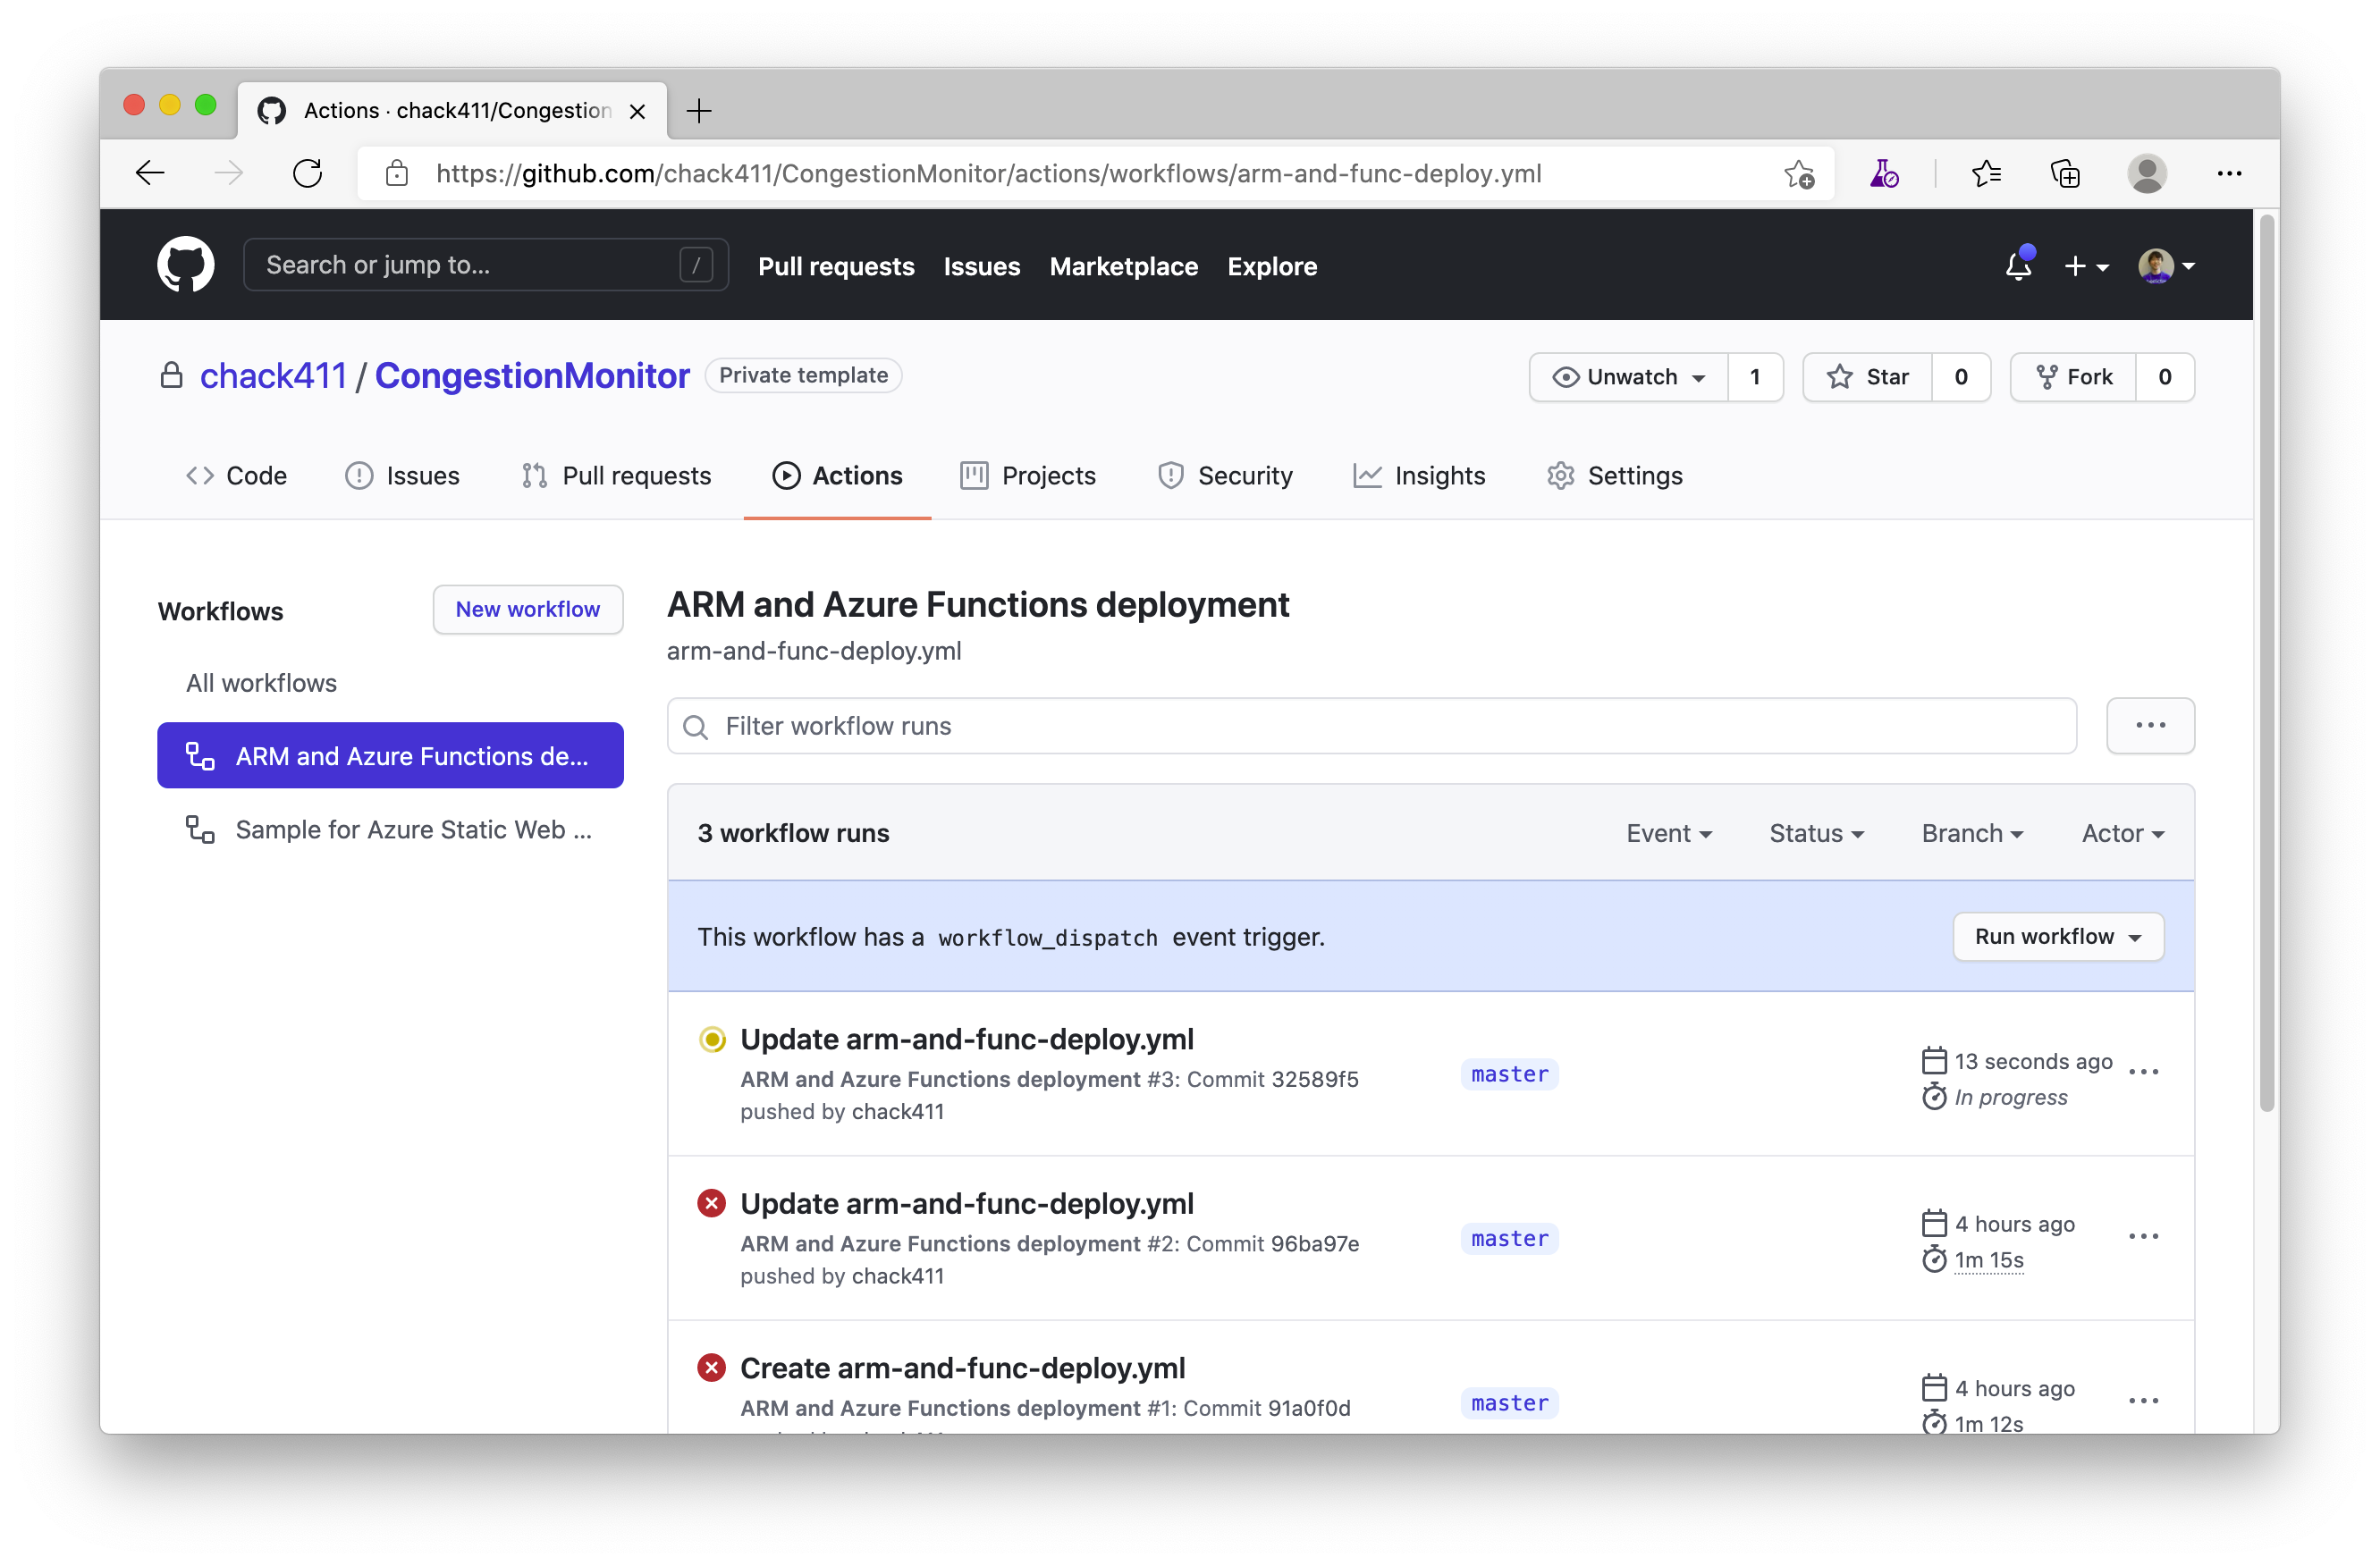 Actions · chack411/Congestion
https://github.com/chack411/CongestionMonitor/actions/workflows/arm-and-func-deploy.yml
Search or jump to... /
Pull requests Issues Marketplace Explore
chack411 / CongestionMonitor Private template
Unwatch 1 Star 0 Fork 0
Code Issues Pull requests Actions Projects Security Insights Settings
Workflows New workflow
All workflows
ARM and Azure Functions de...
Sample for Azure Static Web ...
ARM and Azure Functions deployment
arm-and-func-deploy.yml
Filter workflow runs
...
3 workflow runs Event Status Branch Actor
This workflow has a workflow_dispatch event trigger. Run workflow
Update arm-and-func-deploy.yml
ARM and Azure Functions deployment #3: Commit 32589f5
pushed by chack411
master
13 seconds ago
In progress
Update arm-and-func-deploy.yml
ARM and Azure Functions deployment #2: Commit 96ba97e
pushed by chack411
master
4 hours ago
1m 15s
Create arm-and-func-deploy.yml
ARM and Azure Functions deployment #1: Commit 91a0f0d
master
4 hours ago
1m 12s